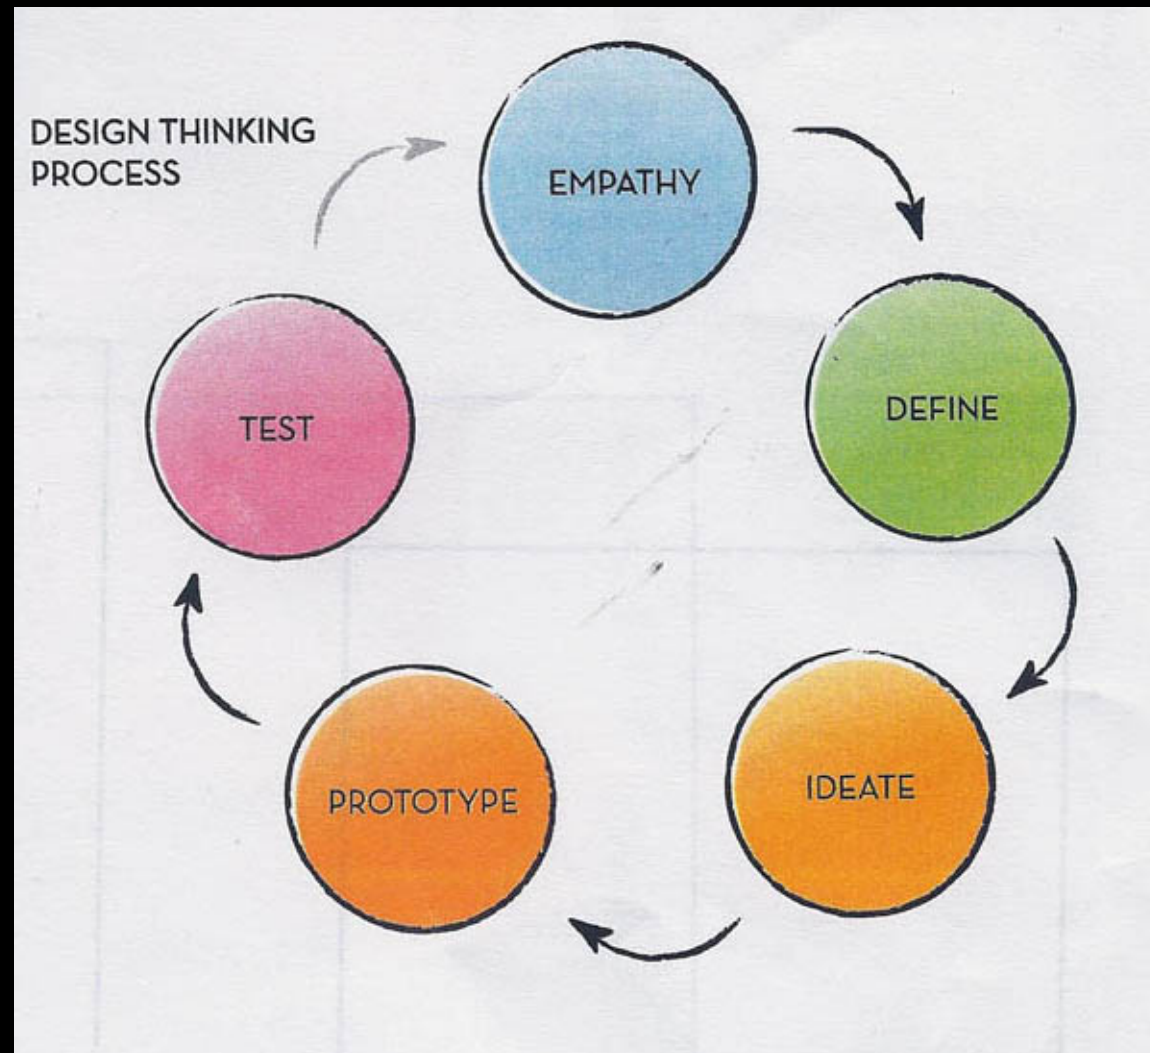 DESIGN THINKING
PROCESS
EMPATHY
DEFINE
IDEATE
PROTOTYPE
TEST